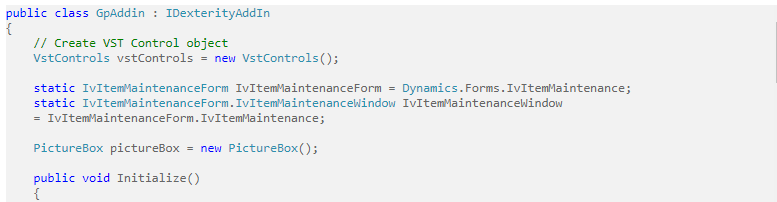 public class GpAddin : IDexterityAddIn
{
// Create VST Control object
VstControls vstControls = new VstControls();
static IvItemMaintenanceForm IvItemMaintenanceForm = Dynamics.Forms.IvItemMaintenance;
static IvItemMaintenanceForm.IvItemMaintenanceWindow IvItemMaintenanceWindow
= IvItemMaintenanceForm.IvItemMaintenance;
PictureBox pictureBox = new PictureBox();
public void Initialize()
{